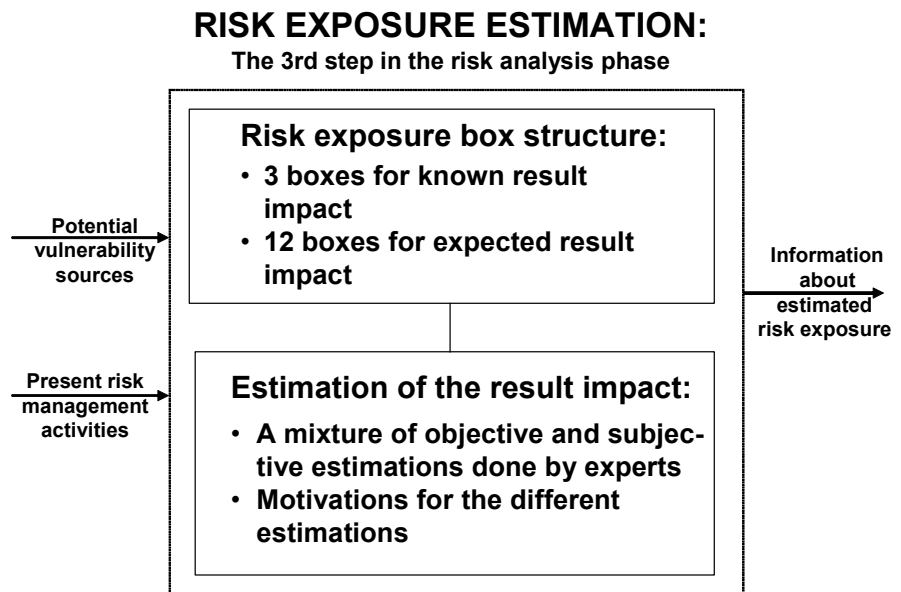 RISK EXPOSURE ESTIMATION:
The 3rd step in the risk analysis phase
Risk exposure box structure:
• 3 boxes for known result
impact
• 12 boxes for expected result
impact
Potential
vulnerability
sources
Information
about
estimated
risk exposure
Present risk
management
activities
Estimation of the result impact:
• A mixture of objective and subjec-
tive estimations done by experts
• Motivations for the different
estimations